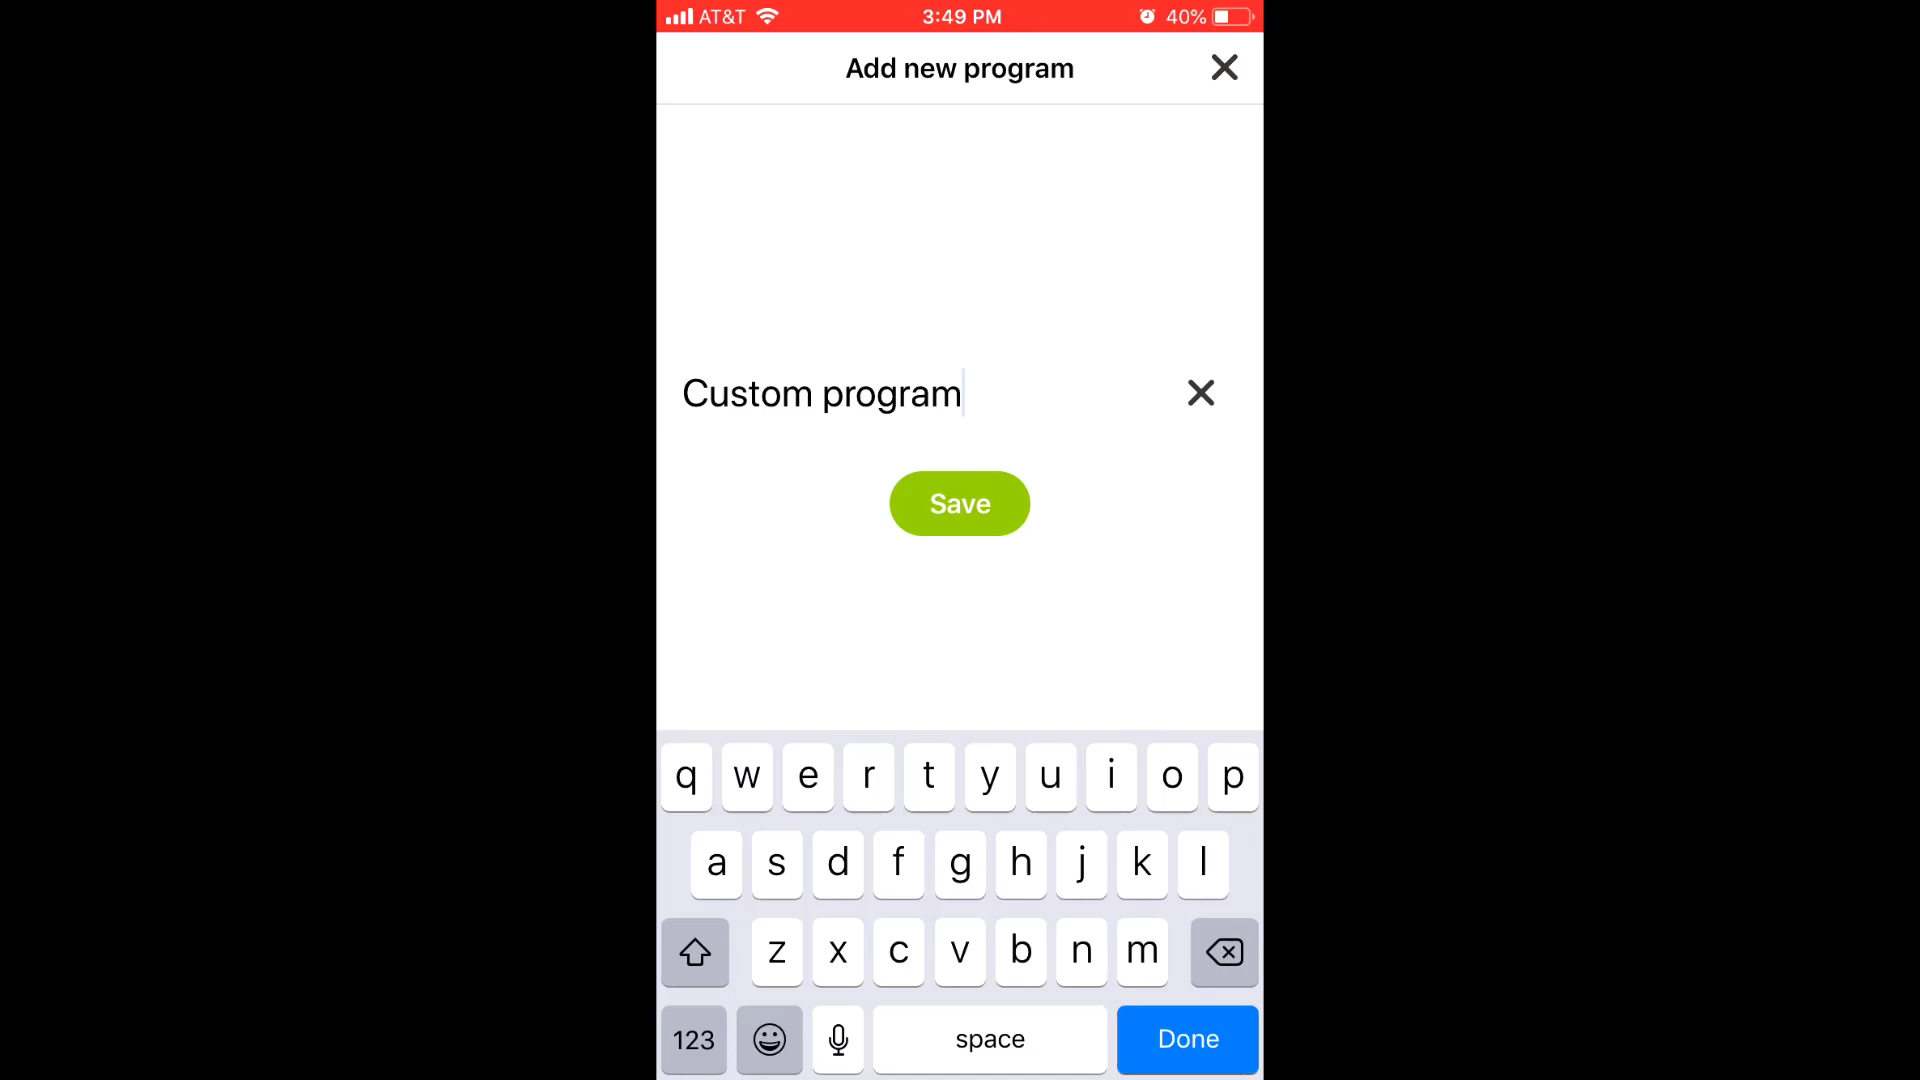 AT&T 3:49 PM 40%
Add new program
Custom program
Save
q w e r t y u i o p
a s d f g h j k l
z x c v b n m
123 space Done